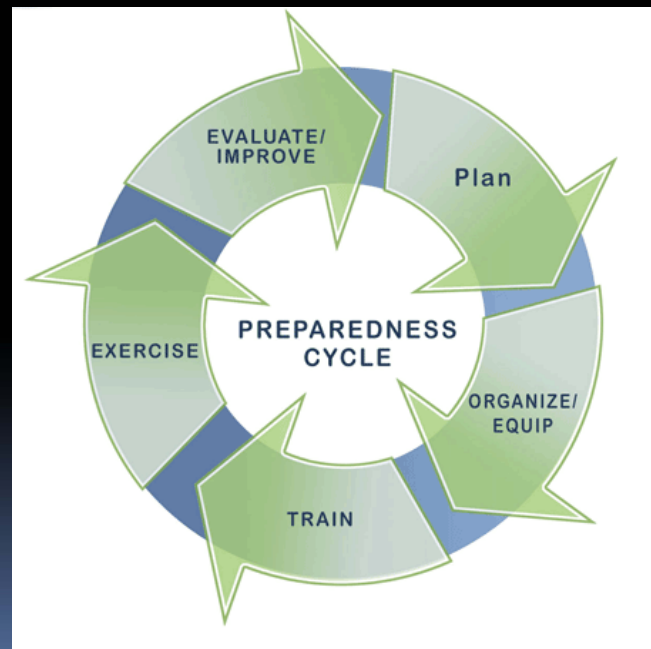 EVALUATE/
IMPROVE
Plan
PREPAREDNESS
CYCLE
EXERCISE
ORGANIZE/
EQUIP
TRAIN